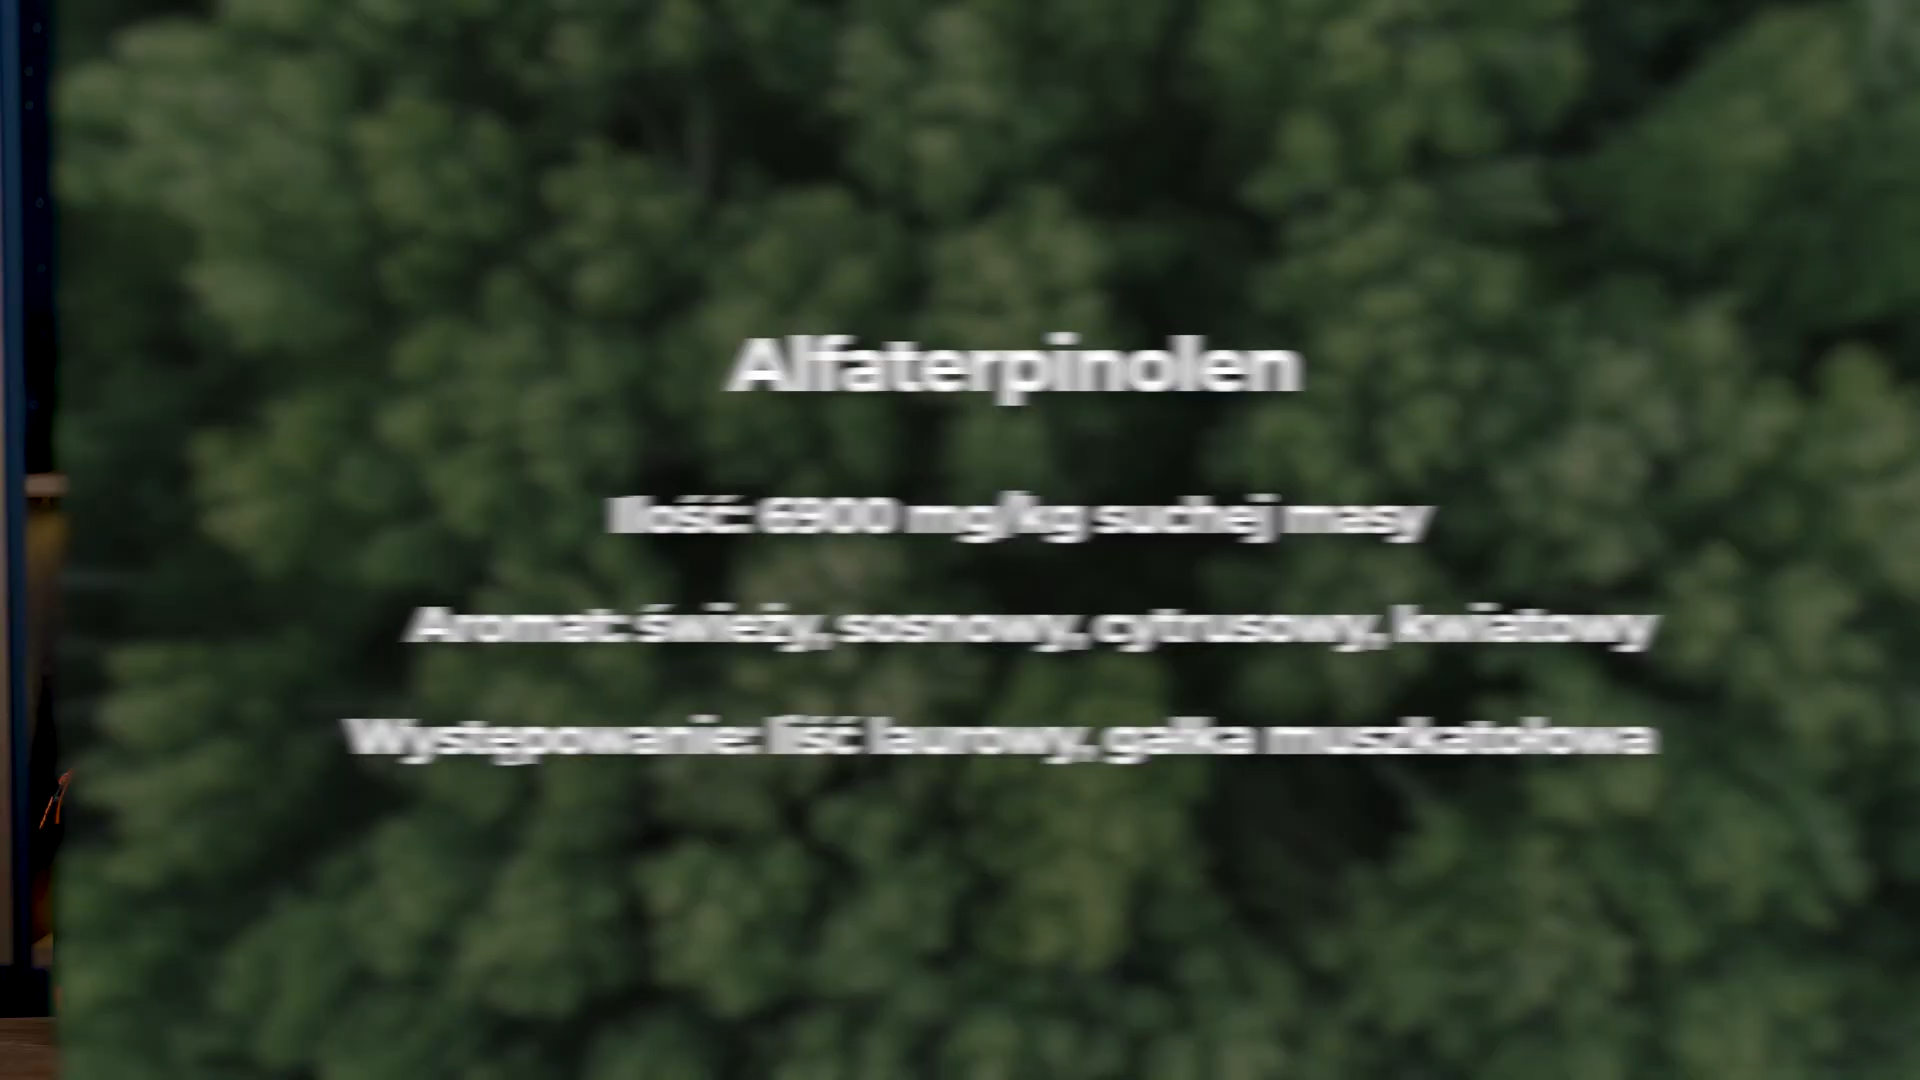 Alfaterpinolen
Ilość: 6900 mg/kg suchej masy
Aromat: świeży, sosnowy, cytrusowy, kwiatowy
Występowanie: liść laurowy, gałka muszkatołowa